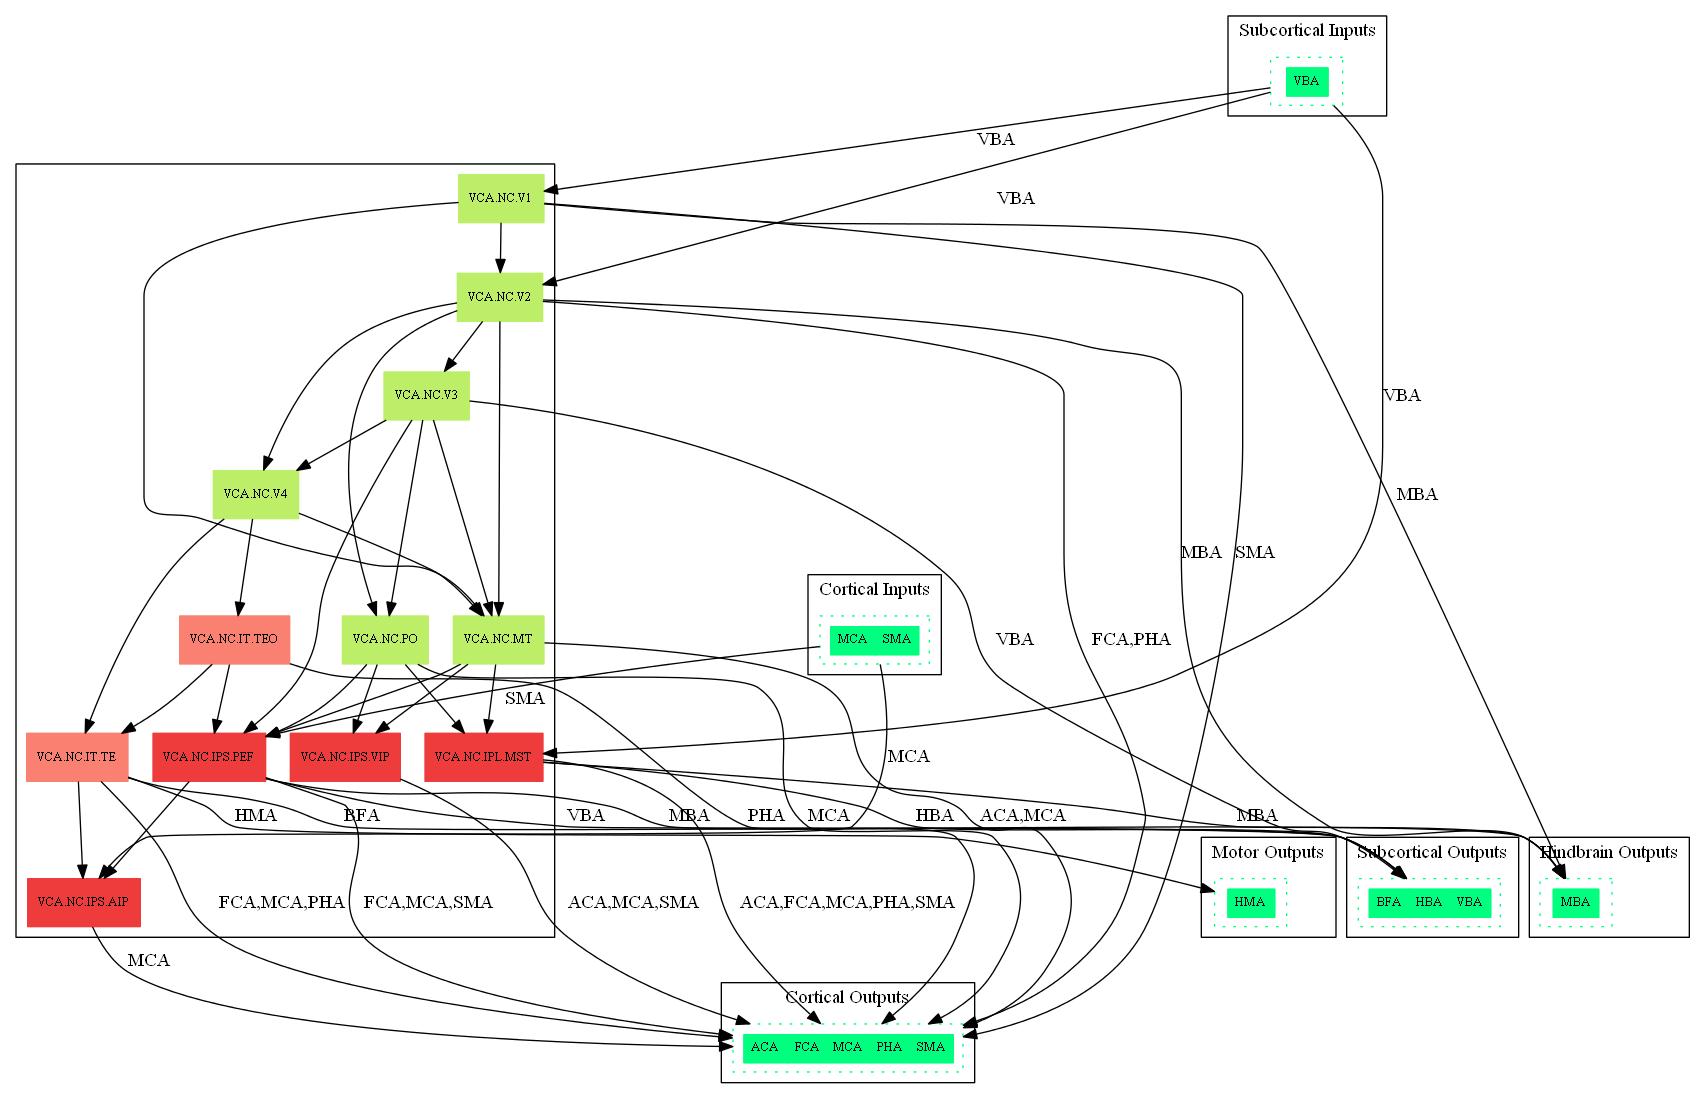 Subcortical Inputs
VBA
VBA
VCA.NC.V1
VBA
VCA.NC.V2
VCA.NC.V3
VBA
VCA.NC.V4
MBA
MBA
SMA
Cortical Inputs
VCA.NC.IT.TEO
VCA.NC.PO
VCA.NC.MT
MCA SMA
VBA
FCA,PHA
SMA
VCA.NC.IT.TE
VCA.NC.IPS.PEF
VCA.NC.IPS.VIP
VCA.NC.IPL.MST
MCA
HMA
BFA
VBA
MBA
PHA
MCA
HBA
ACA,MCA
MBA
Motor Outputs
Subcortical Outputs
Hindbrain Outputs
VCA.NC.IPS.AIP
FCA,MCA,PHA
FCA,MCA,SMA
ACA,MCA,SMA
ACA,FCA,MCA,PHA,SMA
HMA
BFA HBA VBA
MBA
MCA
Cortical Outputs
ACA FCA MCA PHA SMA